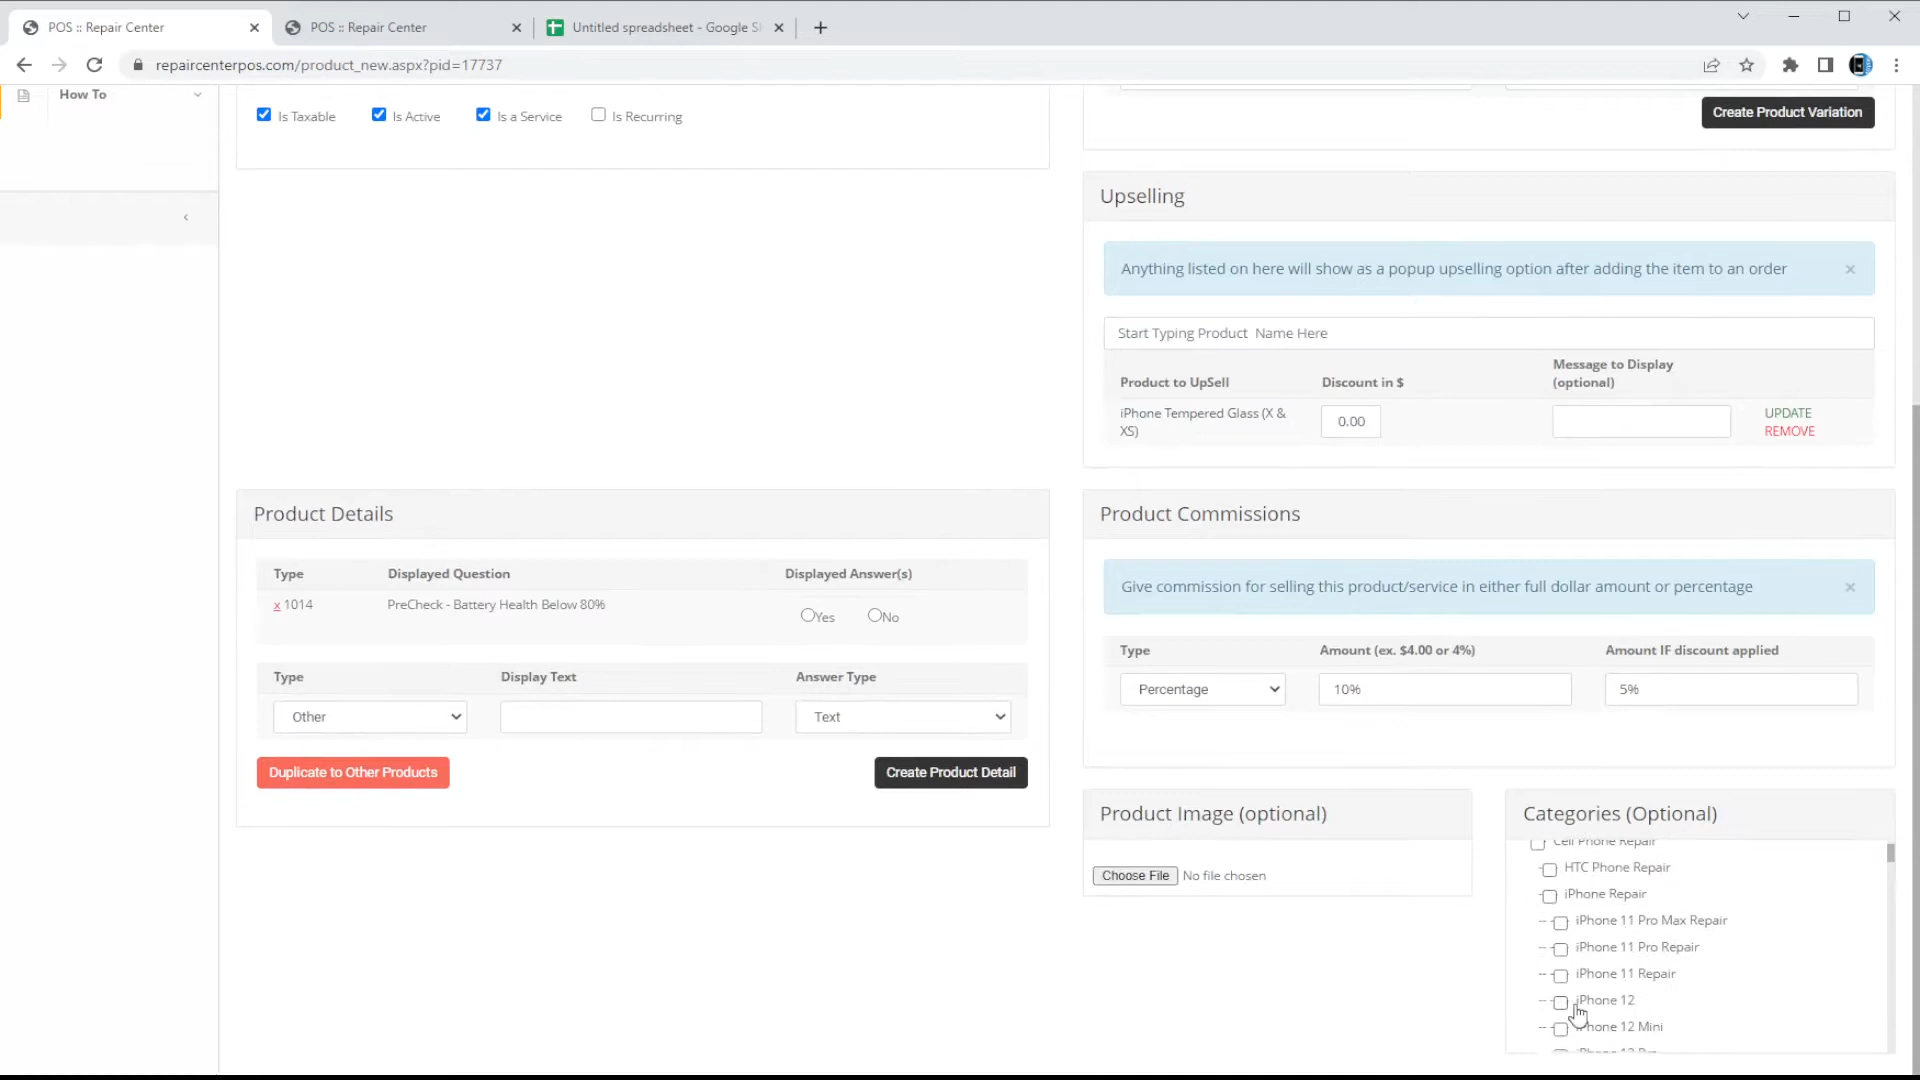 POS :: Repair Center
POS :: Repair Center
Untitled spreadsheet - Google S
repaircenterpos.com/product_new.aspx?pid=17737
How To
Is Taxable
Is Active
Is a Service
Is Recurring
Create Product Variation
Upselling
Anything listed on here will show as a popup upselling option after adding the item to an order ×
Start Typing Product Name Here
Product to UpSell
Discount in $
Message to Display
(optional)
iPhone Tempered Glass (X &
XS)
0.00
UPDATE
REMOVE
Product Details
Type
Displayed Question
Displayed Answer(s)
x 1014
PreCheck - Battery Health Below 80%
Yes
No
Type
Display Text
Answer Type
Other
Text
Duplicate to Other Products
Create Product Detail
Product Commissions
Give commission for selling this product/service in either full dollar amount or percentage ×
Type
Amount (ex. $4.00 or 4%)
Amount IF discount applied
Percentage
10%
5%
Product Image (optional)
Choose File No file chosen
Categories (Optional)
Cell Phone Repair
HTC Phone Repair
iPhone Repair
iPhone 11 Pro Max Repair
iPhone 11 Pro Repair
iPhone 11 Repair
iPhone 12
iPhone 12 Mini
iPhone 12 Pro